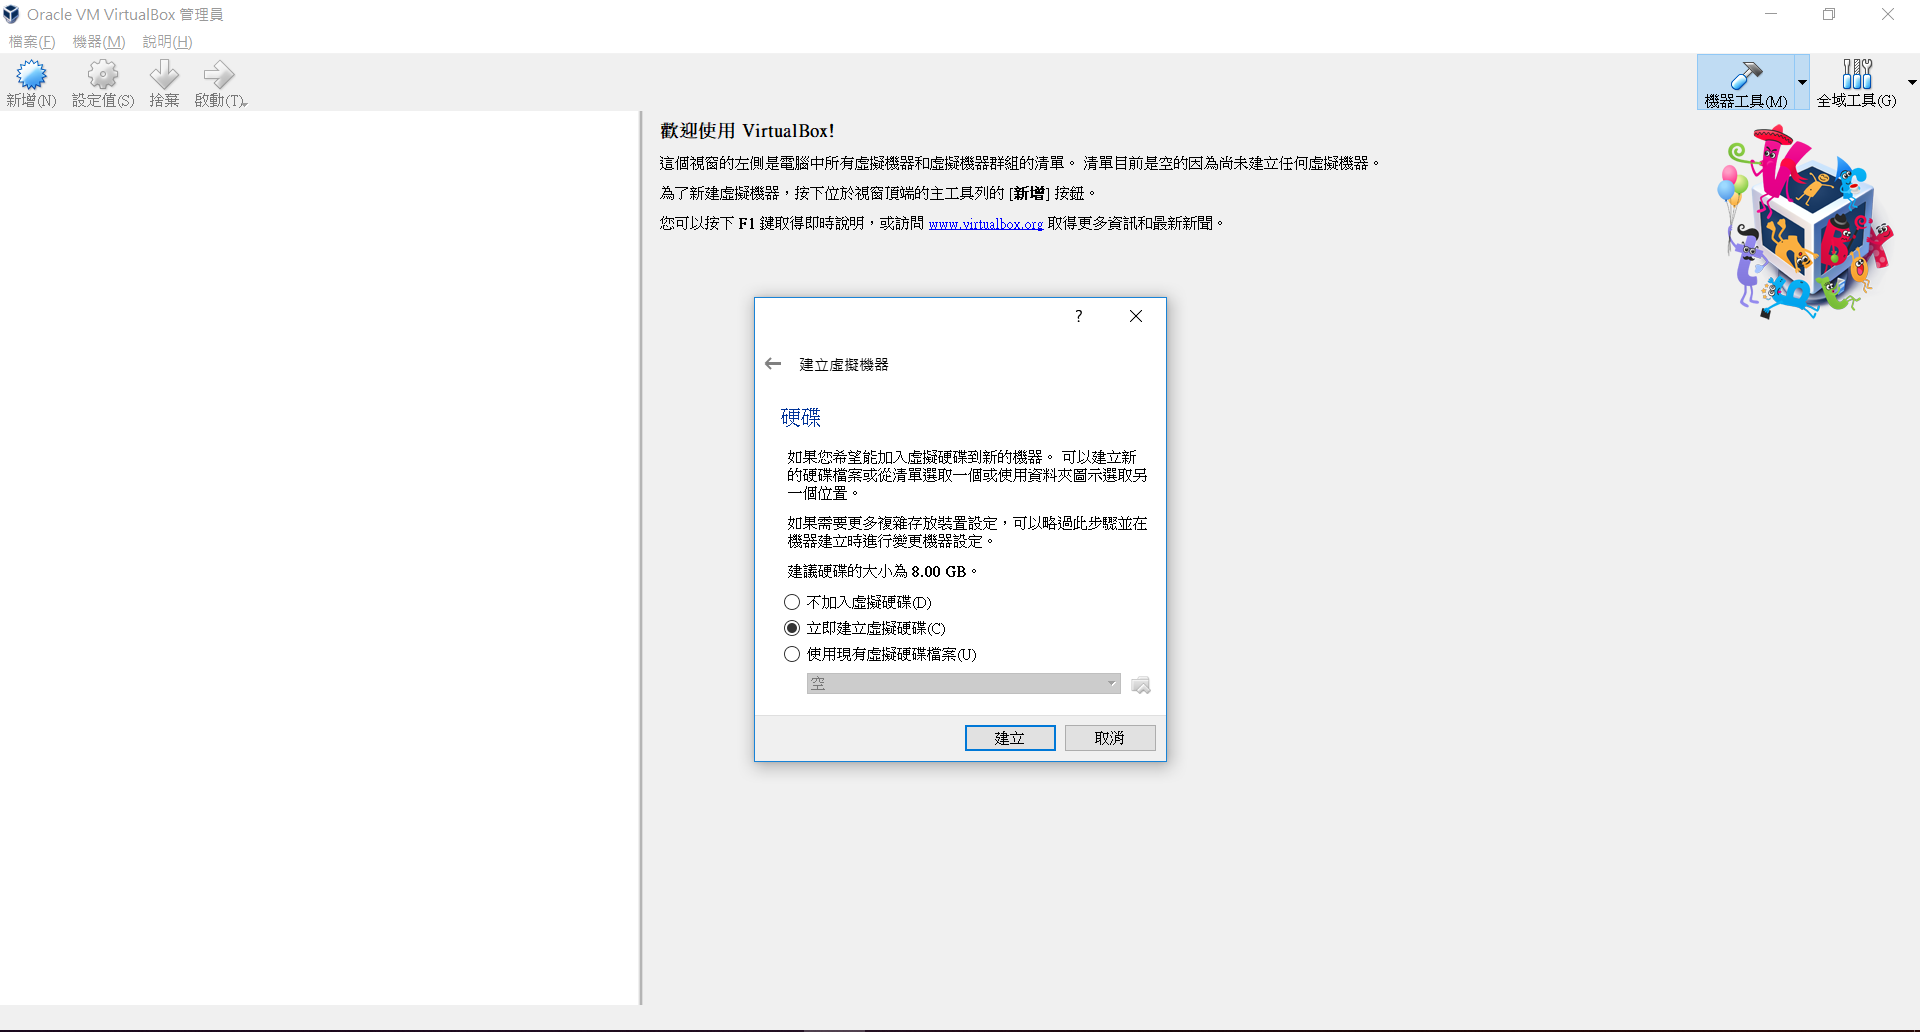 Oracle VM VirtualBox 管理員
檔案(F) 機器(M) 說明(H)
新增(N) 設定值(S) 捨棄 啟動(T)
機器工具(M) 全域工具(G)
歡迎使用 VirtualBox!
這個視窗的左側是電腦中所有虛擬機器和虛擬機器群組的清單。 清單目前是空的因為尚未建立任何虛擬機器。
為了新建虛擬機器，按下位於視窗頂端的主工具列的 [新增] 按鈕。
您可以按下 F1 鍵取得即時說明，或訪問 www.virtualbox.org 取得更多資訊和最新新聞。
?
建立虛擬機器
硬碟
如果您希望能加入虛擬硬碟到新的機器。 可以建立新
的硬碟檔案或從清單選取一個或使用資料夾圖示選取另
一個位置。
如果需要更多複雜存放裝置設定，可以略過此步驟並在
機器建立時進行變更機器設定。
建議硬碟的大小為 8.00 GB。
不加入虛擬硬碟(D)
立即建立虛擬硬碟(C)
使用現有虛擬硬碟檔案(U)
空
建立 取消